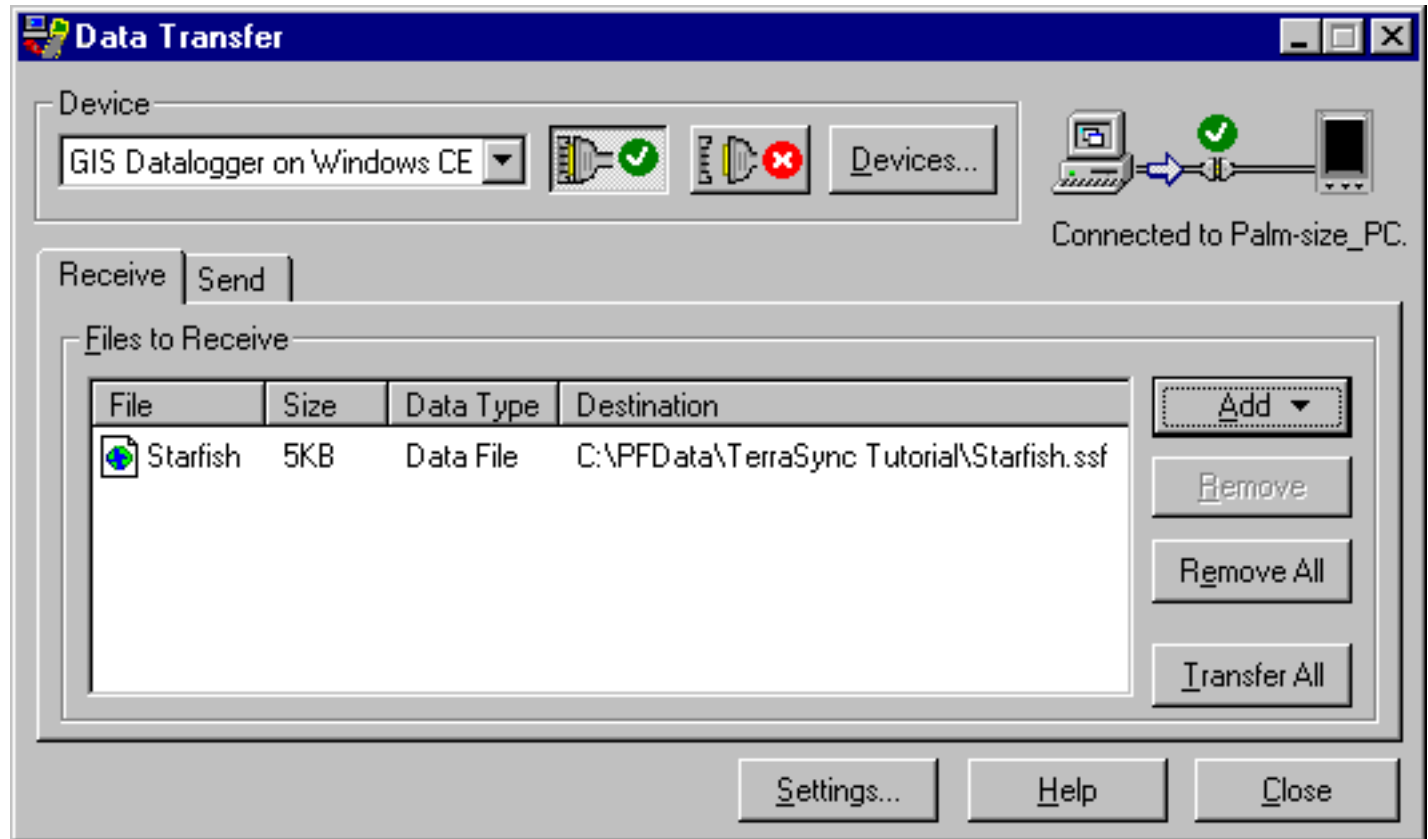 Data Transfer
Device
GIS Datalogger on Windows CE
Devices...
Connected to Palm-size_PC.
Receive
Send
Files to Receive
File Size Data Type Destination
Starfish 5KB Data File C:\PFData\TerraSync Tutorial\Starfish.ssf
Add
Remove
Remove All
Transfer All
Settings... Help Close